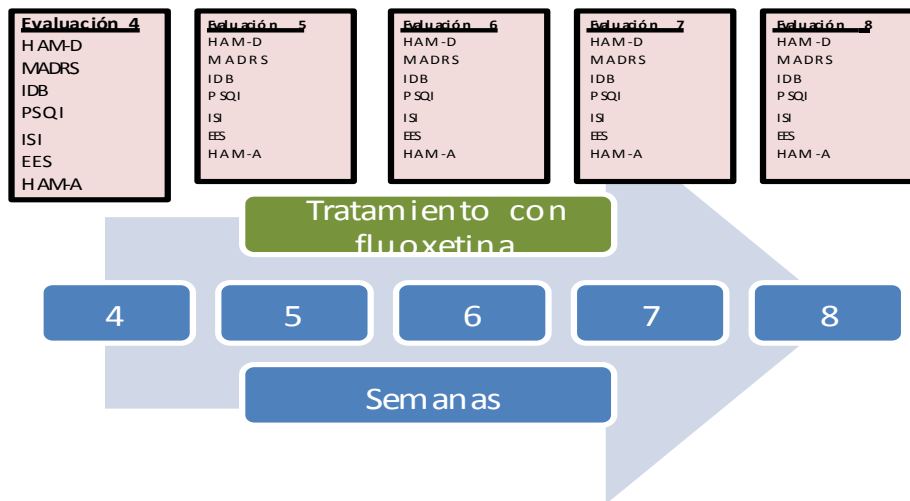 Evaluación 4
HAM-D
MADRS
IDB
PSQI
ISI
EES
HAM-A
Evaluación 5
HAM-D
MADRS
IDB
PSQI
ISI
EES
HAM-A
Evaluación 6
HAM-D
MADRS
IDB
PSQI
ISI
EES
HAM-A
Evaluación 7
HAM-D
MADRS
IDB
PSQI
ISI
EES
HAM-A
Evaluación 8
HAM-D
MADRS
IDB
PSQI
ISI
EES
HAM-A
Tratamiento con
fluoxetina
4
5
6
7
8
Semanas